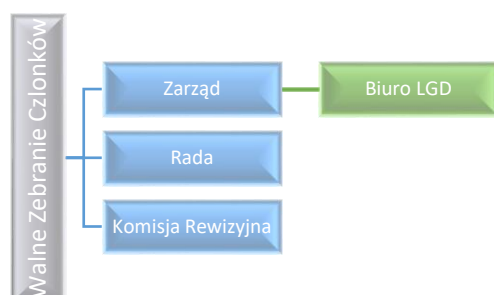 Walne Zebranie Członków
Zarząd
Biuro LGD
Rada
Komisja Rewizyjna